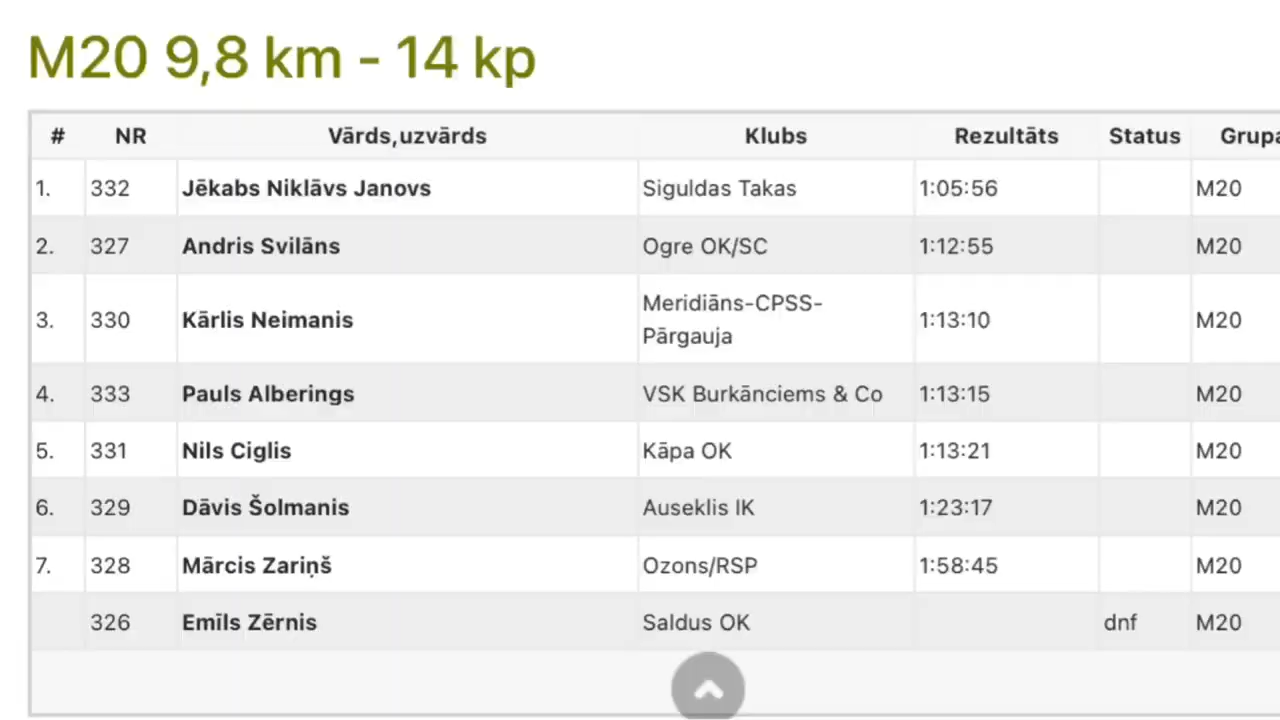 M20 9,8 km - 14 kp
# NR Vārds,uzvārds Klubs Rezultāts Status Grupa
1. 332 Jēkabs Niklāvs Janovs Siguldas Takas 1:05:56 M20
2. 327 Andris Svilāns Ogre OK/SC 1:12:55 M20
3. 330 Kārlis Neimanis Meridiāns-CPSS-
Pārgauja 1:13:10 M20
4. 333 Pauls Alberings VSK Burkānciems & Co 1:13:15 M20
5. 331 Nils Ciglis Kāpa OK 1:13:21 M20
6. 329 Dāvis Šolmanis Auseklis IK 1:23:17 M20
7. 328 Mārcis Zariņš Ozons/RSP 1:58:45 M20
326 Emīls Zērnis Saldus OK dnf M20